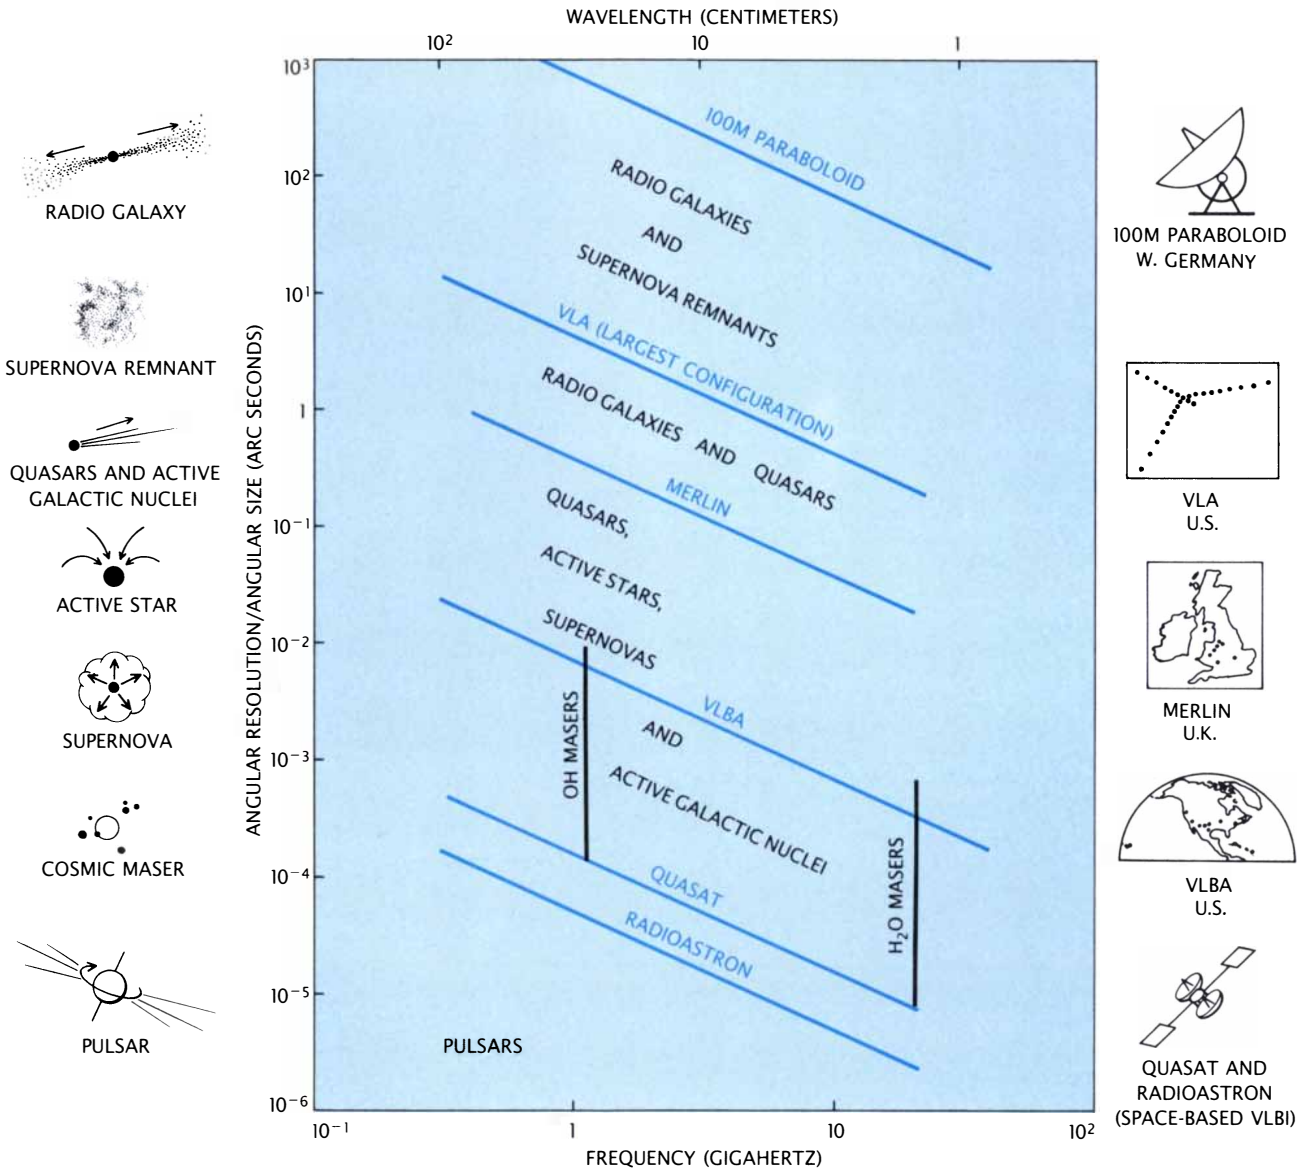 WAVELENGTH (CENTIMETERS)
10² 10 1
10³
10²
10¹
1
10⁻¹
10⁻²
10⁻³
10⁻⁴
10⁻⁵
10⁻⁶
ANGULAR RESOLUTION/ANGULAR SIZE (ARC SECONDS)
RADIO GALAXY
SUPERNOVA REMNANT
QUASARS AND ACTIVE
GALACTIC NUCLEI
ACTIVE STAR
SUPERNOVA
COSMIC MASER
PULSAR
100M PARABOLOID
RADIO GALAXIES
AND
SUPERNOVA REMNANTS
VLA (LARGEST CONFIGURATION)
RADIO GALAXIES AND QUASARS
MERLIN
QUASARS,
ACTIVE STARS,
SUPERNOVAS
VLBA
OH MASERS
AND
ACTIVE GALACTIC NUCLEI
H₂O MASERS
QUASAT
RADIOASTRON
PULSARS
10⁻¹ 1 10 10²
FREQUENCY (GIGAHERTZ)
100M PARABOLOID
W. GERMANY
VLA
U.S.
MERLIN
U.K.
VLBA
U.S.
QUASAT AND
RADIOASTRON
(SPACE-BASED VLBI)